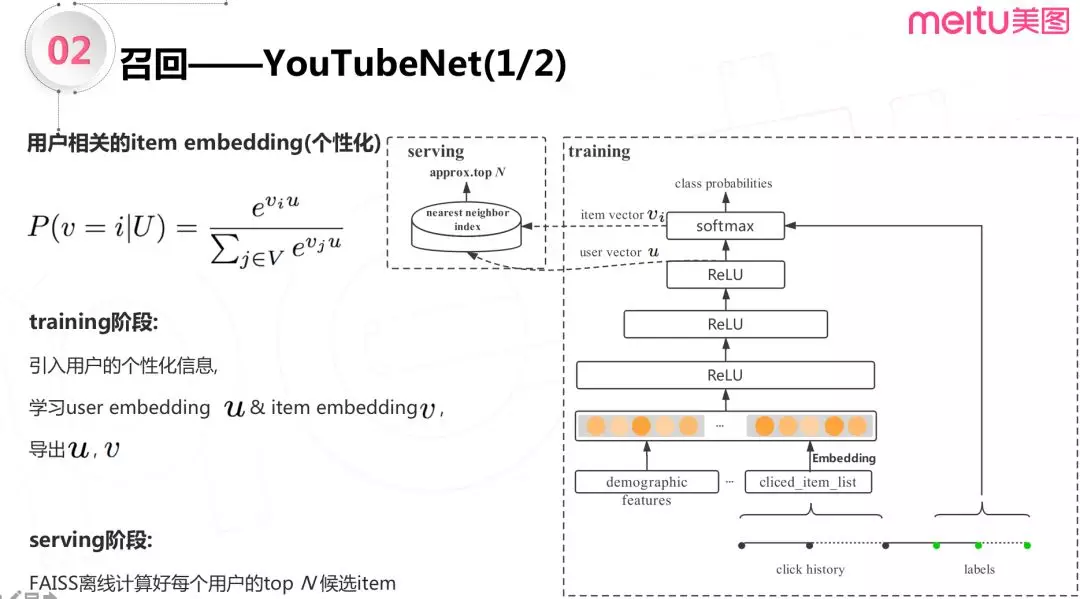 meitu美图
02
召回——YouTubeNet(1/2)
用户相关的item embedding(个性化)
P(v = i|U) = e^{v_i u} / ∑_{j∈V} e^{v_j u}
training阶段:
引入用户的个性化信息,
学习user embedding u & item embedding v ,
导出 u , v
serving阶段:
FAISS离线计算好每个用户的top N 候选item
serving
approx.top N
nearest neighbor
index
training
class probabilities
item vector v_i
softmax
user vector u
ReLU
ReLU
ReLU
...
Embedding
demographic
features
...
cliced_item_list
click history
labels